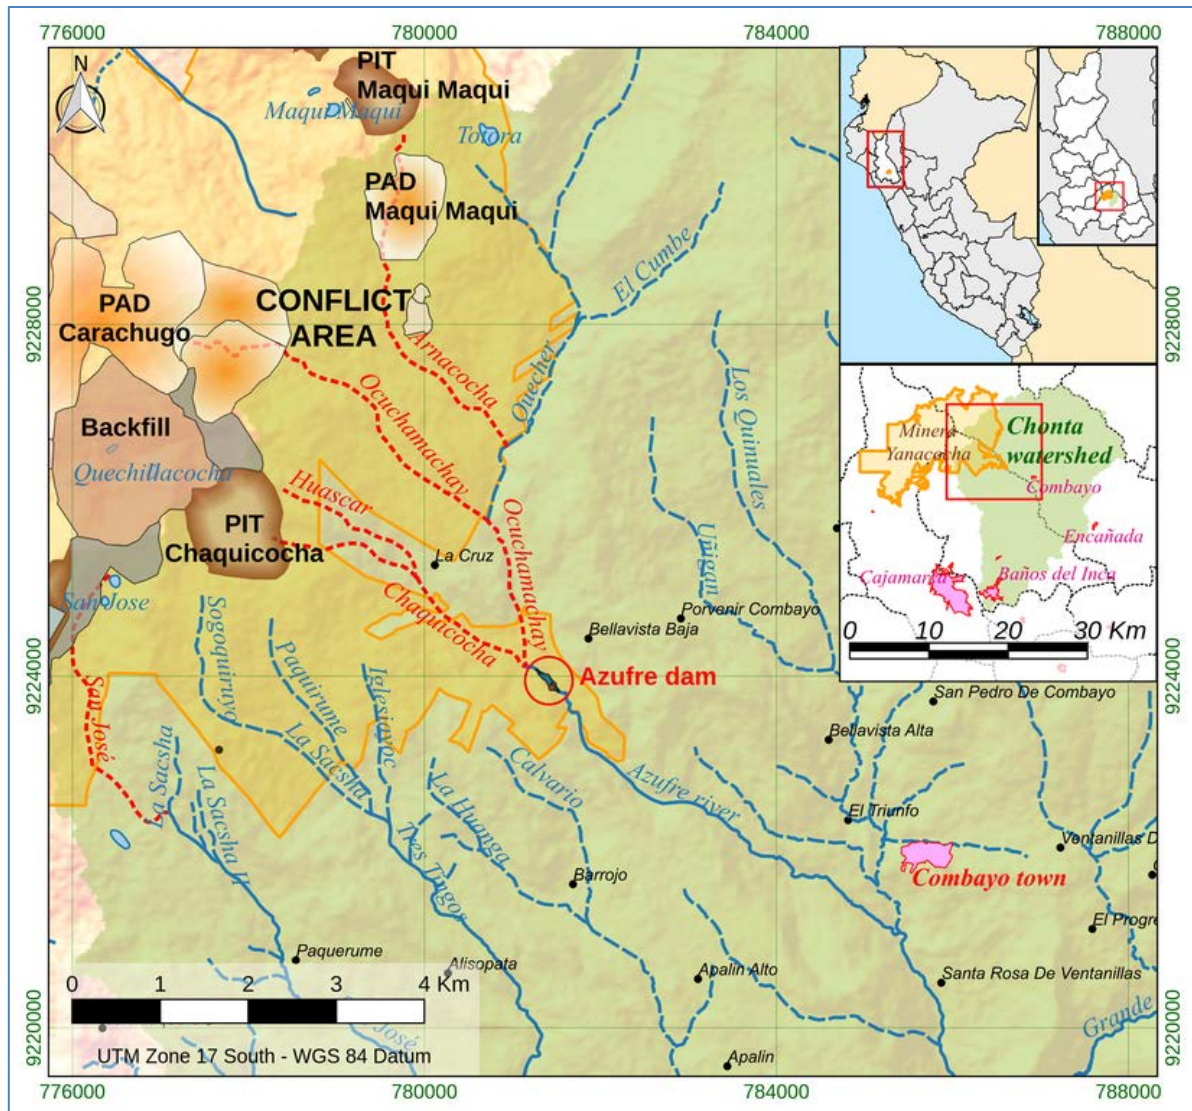 776000 780000 784000 788000
N
PIT
Maqui Maqui
Maqui Maqui
Totora
PAD
Maqui Maqui
El Cumbe
9228000
9228000
PAD
Carachugo
CONFLICT
AREA
Arnacocha
Quecher
Ocuchamachay
Los Quinuales
Backfill
Quechillacocha
Huascar
PIT
Chaquicocha
La Cruz
Ocuchamachay
Uñigan
Chaquicocha
San Jose
Sogoquiruyo
Paquirume
Iglesiayoc
Porvenir Combayo
Bellavista Baja
Azufre dam
9224000
9224000
Minera
Yanacocha
Chonta
watershed
Combayo
Encañada
Cajamarca
Baños del Inca
0 10 20 30 Km
San José
La Sacsha
La Sacsha
La Sacsha II
San Pedro De Combayo
Bellavista Alta
Calvario
Azufre river
La Huanga
Tres Tingos
El Triunfo
Ventanillas D
Combayo town
Barrojo
El Progre
Paquerume
Alisopata
Apalin Alto
Santa Rosa De Ventanillas
0 1 2 3 4 Km
José
Grande
9220000
9220000
UTM Zone 17 South - WGS 84 Datum
Apalin
776000 780000 784000 788000